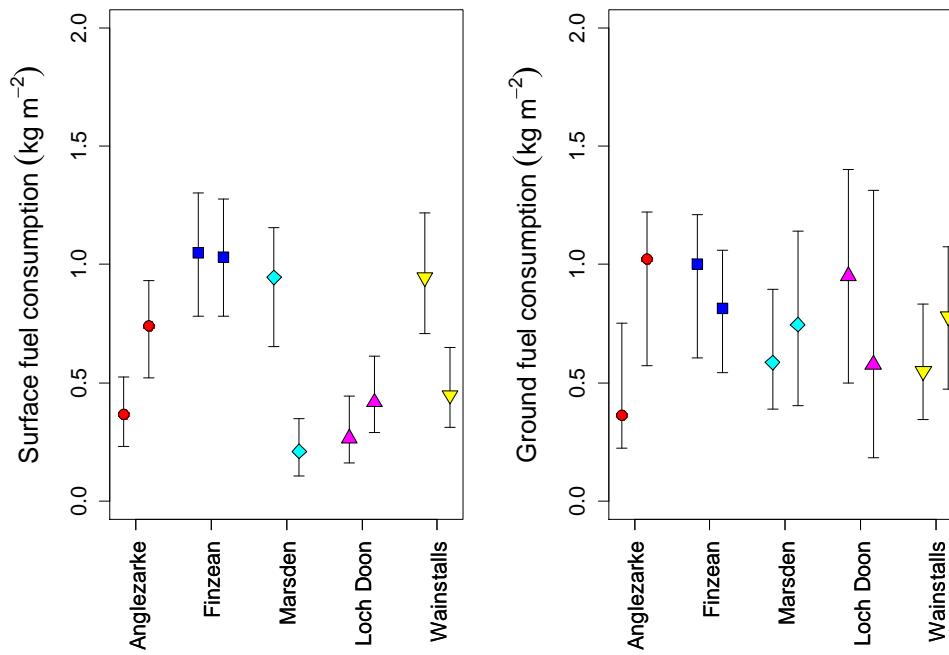 Surface fuel consumption (kg m−2)
2.0
1.5
1.0
0.5
0.0
Anglezarke
Finzean
Marsden
Loch Doon
Wainstalls
Ground fuel consumption (kg m−2)
2.0
1.5
1.0
0.5
0.0
Anglezarke
Finzean
Marsden
Loch Doon
Wainstalls